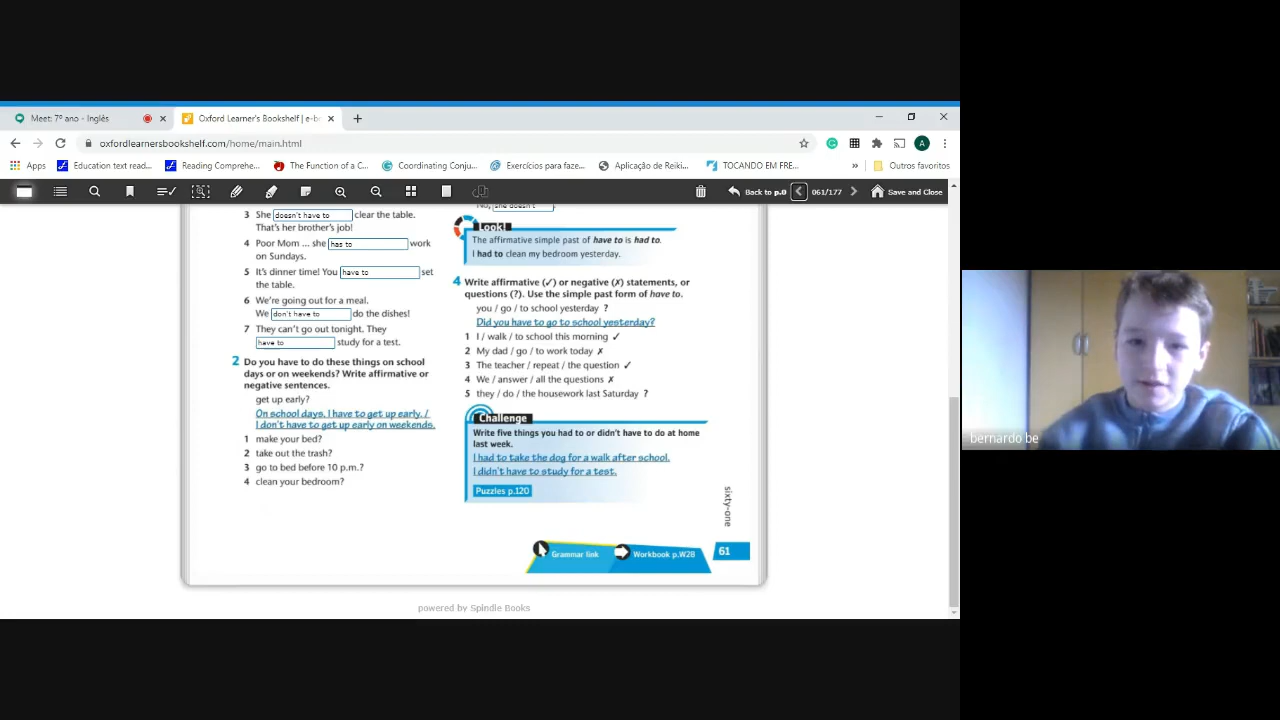 Meet: 7º ano - Inglês
Oxford Learner's Bookshelf | e-b
oxfordlearnersbookshelf.com/home/main.html
Apps
Education text read...
Reading Comprehe...
The Function of a C...
Coordinating Conju...
Exercícios para faze...
Aplicação de Reiki...
TOCANDO EM FRE...
Outros favoritos
Back to p.0
061/177
Save and Close
3 She doesn't have to clear the table.
That's her brother's job!
4 Poor Mom ... she has to work
on Sundays.
5 It's dinner time! You have to set
the table.
6 We're going out for a meal.
We don't have to do the dishes!
7 They can't go out tonight. They
have to study for a test.
2 Do you have to do these things on school
days or on weekends? Write affirmative or
negative sentences.
get up early?
On school days, I have to get up early. /
I don't have to get up early on weekends.
1 make your bed?
2 take out the trash?
3 go to bed before 10 p.m.?
4 clean your bedroom?
No, she doesn't.
Look!
The affirmative simple past of have to is had to.
I had to clean my bedroom yesterday.
4 Write affirmative (✓) or negative (✗) statements, or
questions (?). Use the simple past form of have to.
you / go / to school yesterday ?
Did you have to go to school yesterday?
1 I / walk / to school this morning ✓
2 My dad / go / to work today ✗
3 The teacher / repeat / the question ✓
4 We / answer / all the questions ✗
5 they / do / the housework last Saturday ?
Challenge
Write five things you had to or didn't have to do at home
last week.
I had to take the dog for a walk after school.
I didn't have to study for a test.
Puzzles p.120
sixty-one
Grammar link
Workbook p.W28
61
powered by Spindle Books
bernardo be